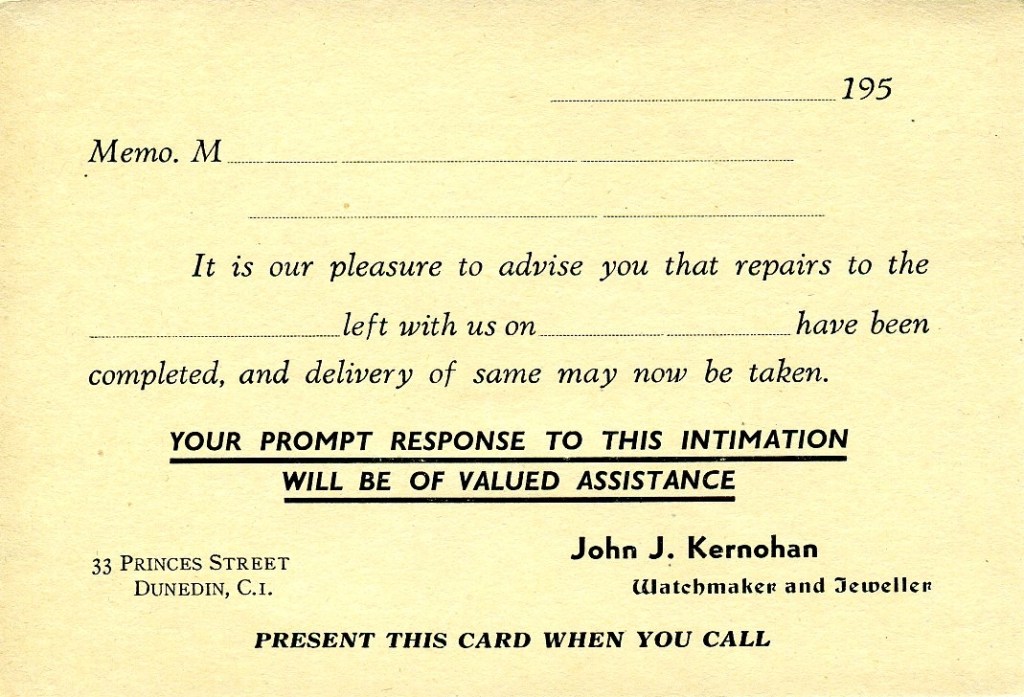 195
Memo. M
It is our pleasure to advise you that repairs to the
left with us on have been
completed, and delivery of same may now be taken.
YOUR PROMPT RESPONSE TO THIS INTIMATION
WILL BE OF VALUED ASSISTANCE
33 PRINCES STREET
DUNEDIN, C.I.
John J. Kernohan
Watchmaker and Jeweller
PRESENT THIS CARD WHEN YOU CALL